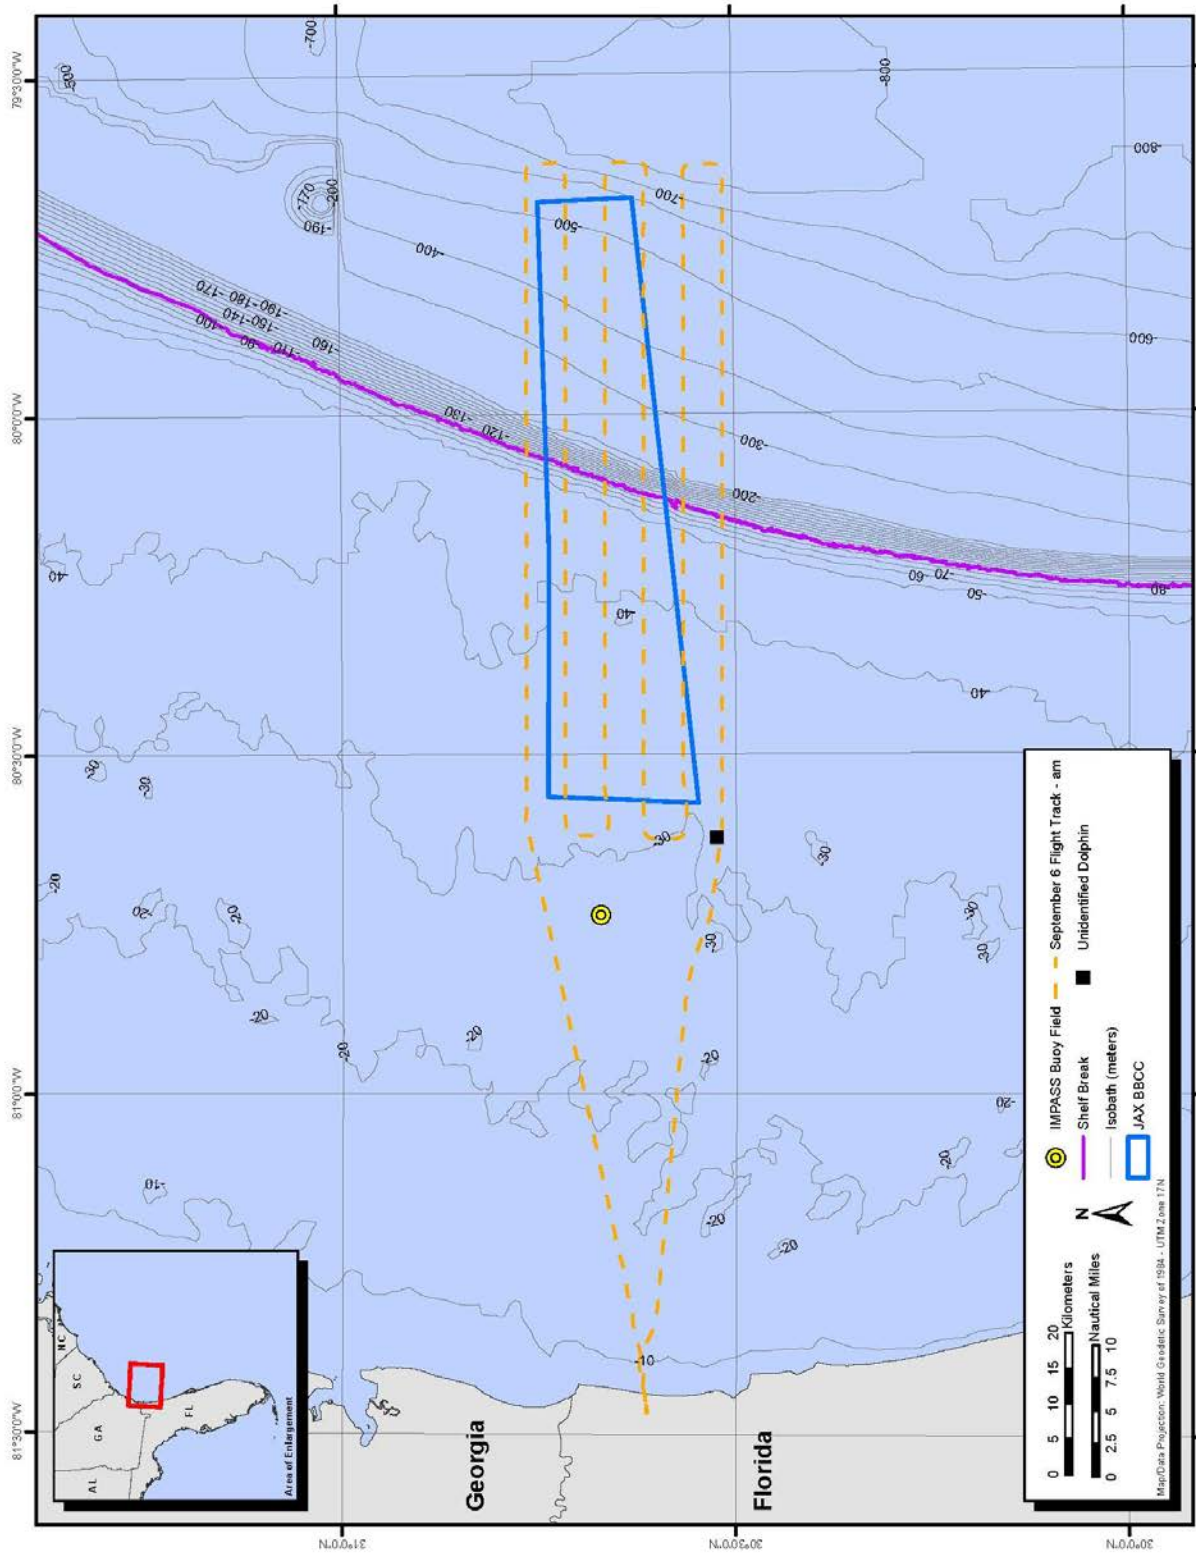 79°30'0"W
80°0'0"W
80°30'0"W
81°0'0"W
81°30'0"W
31°0'0"N
30°30'0"N
30°0'0"N
-500
-700
-800
-800
-770
-200
-190
-400
-500
-700
-600
-300
-200
-170
-190-180
-150-140
-100
-90
-110
-160
-130
-120
-80
-70
-60
-50
-40
-40
-40
-30
-30
-30
-30
-30
-30
-30
-20
-20
-20
-20
-20
-20
-20
-20
-20
-20
-20
-10
-10
Georgia
Florida
NC
SC
GA
AL
FL
Area of Enlargement
IMPASS Buoy Field
September 6 Flight Track - am
Shelf Break
Unidentified Dolphin
Isobath (meters)
JAX BBCC
N
0 5 10 15 20
Kilometers
Nautical Miles
0 2.5 5 7.5 10
Map/Data Projection: World Geodetic Survey of 1984 - UTM Zone 17N